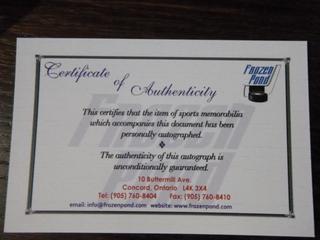 Certificate
of
Authenticity
Frozen
Pond
This certifies that the item of sports memorabilia
which accompanies this document has been
personally autographed.
The authenticity of this autograph is
unconditionally guaranteed.
10 Buttermill Ave.
Concord, Ontario L4K 3X4
Tel: (905) 760-8404 Fax: (905) 760-8410
email: info@frozenpond.com website: www.frozenpond.com
Frozen
Pond